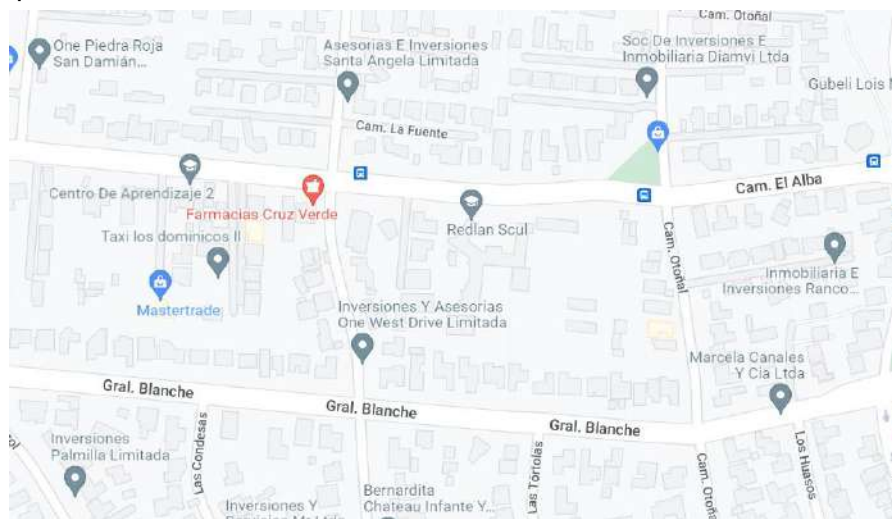 Cam. Otoñal
One Piedra Roja
San Damián...
Asesorias E Inversiones
Santa Angela Limitada
Soc De Inversiones E
Inmobiliaria Diamvi Ltda
Gubeli Lois
Cam. La Fuente
Centro De Aprendizaje 2
Farmacias Cruz Verde
Cam. El Alba
Redlan Scul
Taxi los dominicos II
Cam. Otoñal
Inmobiliaria E
Inversiones Ranco...
Mastertrade
Inversiones Y Asesorias
One West Drive Limitada
Marcela Canales
Y Cia Ltda
Gral. Blanche
Gral. Blanche
Gral. Blanche
Inversiones
Palmilla Limitada
Las Condesas
Las Tórtolas
Cam. Otoña
Los Huasos
Bernardita
Chateau Infante Y...
Inversiones Y